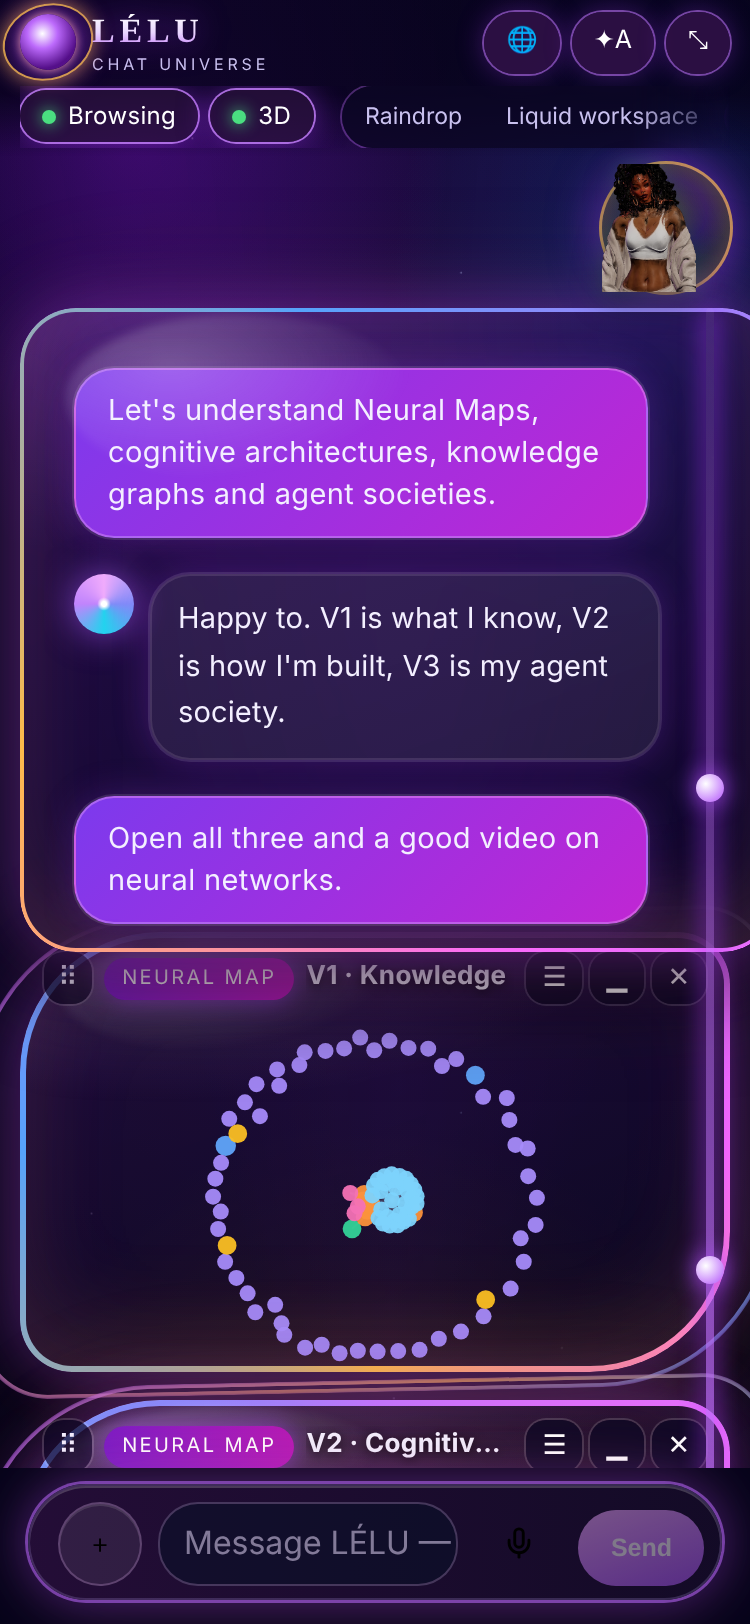 LÉLU
CHAT UNIVERSE
✦A
Browsing
3D
Raindrop
Liquid workspace
Let's understand Neural Maps,
cognitive architectures, knowledge
graphs and agent societies.
Happy to. V1 is what I know, V2
is how I'm built, V3 is my agent
society.
Open all three and a good video on
neural networks.
NEURAL MAP
V1 · Knowledge
NEURAL MAP
V2 · Cognitiv...
Message LÉLU —
Send